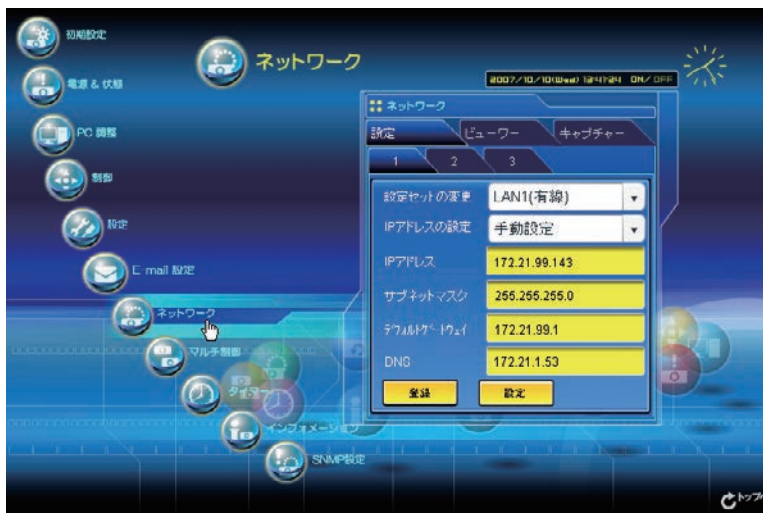 初期設定
電源 & 状態
PC 調整
制御
設定
E mail 設定
ネットワーク
マルチ制御
タイマー
インフォメーション
SNMP設定
ネットワーク
2007/10/10(Wed) 12:41:24 ON/OFF
ネットワーク
設定 ビューワー キャプチャー
1 2 3
設定セットの変更 LAN1(有線)
IPアドレスの設定 手動設定
IPアドレス 172.21.99.143
サブネットマスク 255.255.255.0
デフォルトゲートウェイ 172.21.99.1
DNS 172.21.1.53
登録 設定